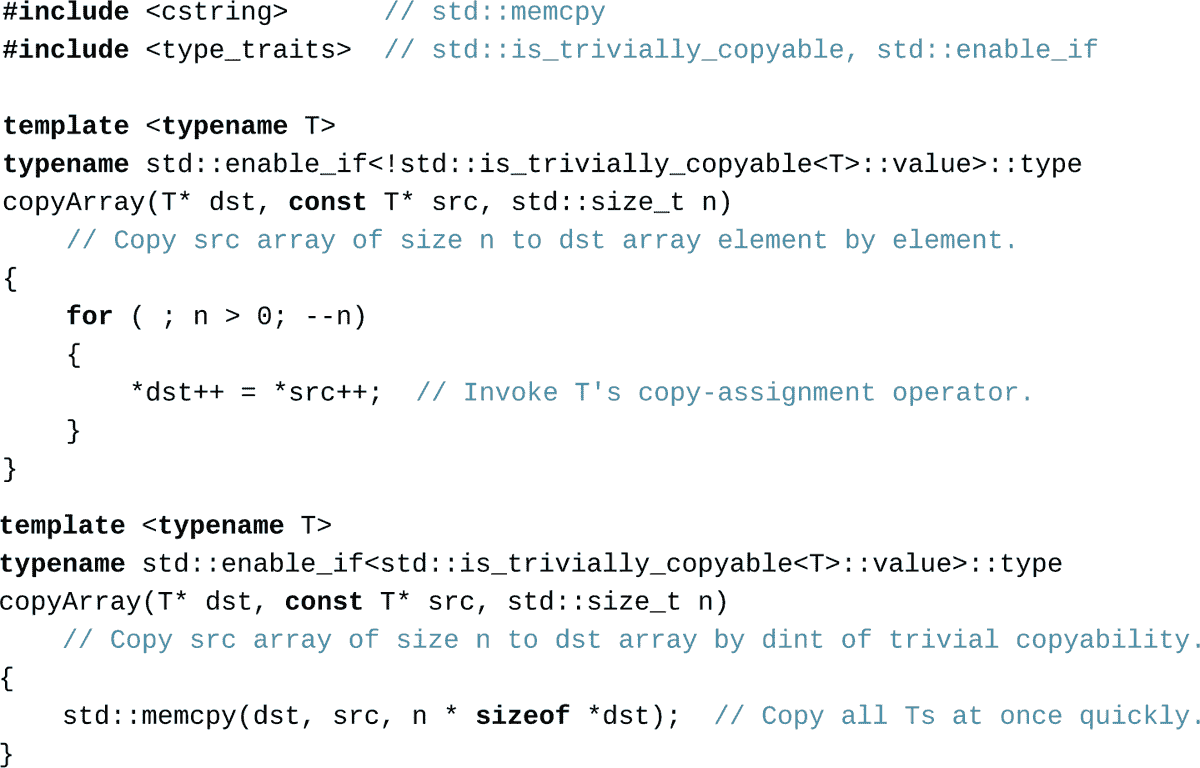 #include <cstring>      // std::memcpy
#include <type_traits>  // std::is_trivially_copyable, std::enable_if
template <typename T>
typename std::enable_if<!std::is_trivially_copyable<T>::value>::type
copyArray(T* dst, const T* src, std::size_t n)
    // Copy src array of size n to dst array element by element.
{
    for ( ; n > 0; --n)
    {
        *dst++ = *src++;  // Invoke T's copy-assignment operator.
    }
}
template <typename T>
typename std::enable_if<std::is_trivially_copyable<T>::value>::type
copyArray(T* dst, const T* src, std::size_t n)
    // Copy src array of size n to dst array by dint of trivial copyability.
{
    std::memcpy(dst, src, n * sizeof *dst);  // Copy all Ts at once quickly.
}